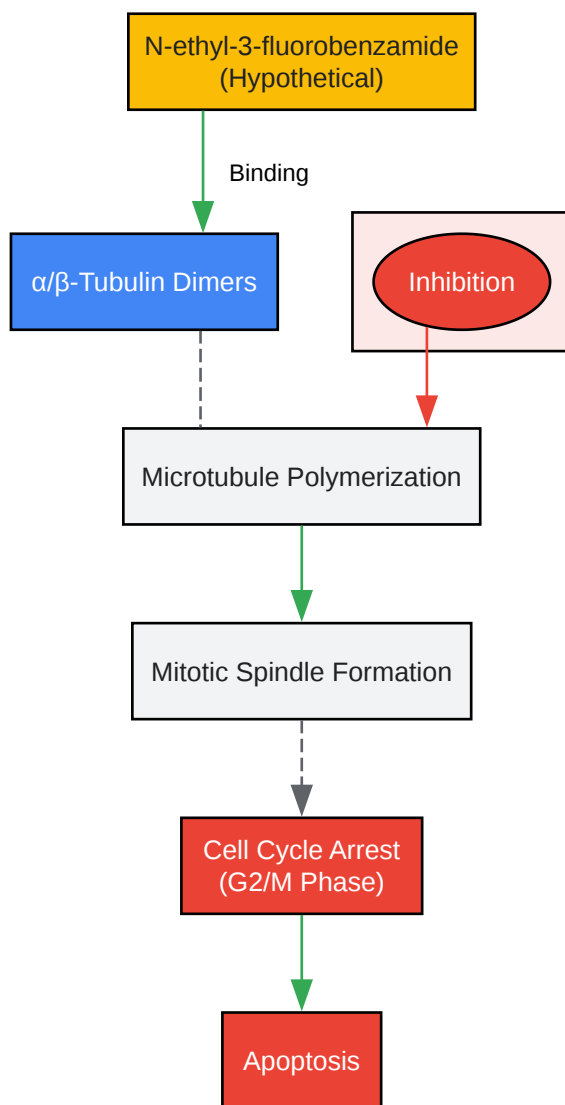 N-ethyl-3-fluorobenzamide
(Hypothetical)
Binding
α/β-Tubulin Dimers
Inhibition
Microtubule Polymerization
Mitotic Spindle Formation
Cell Cycle Arrest
(G2/M Phase)
Apoptosis